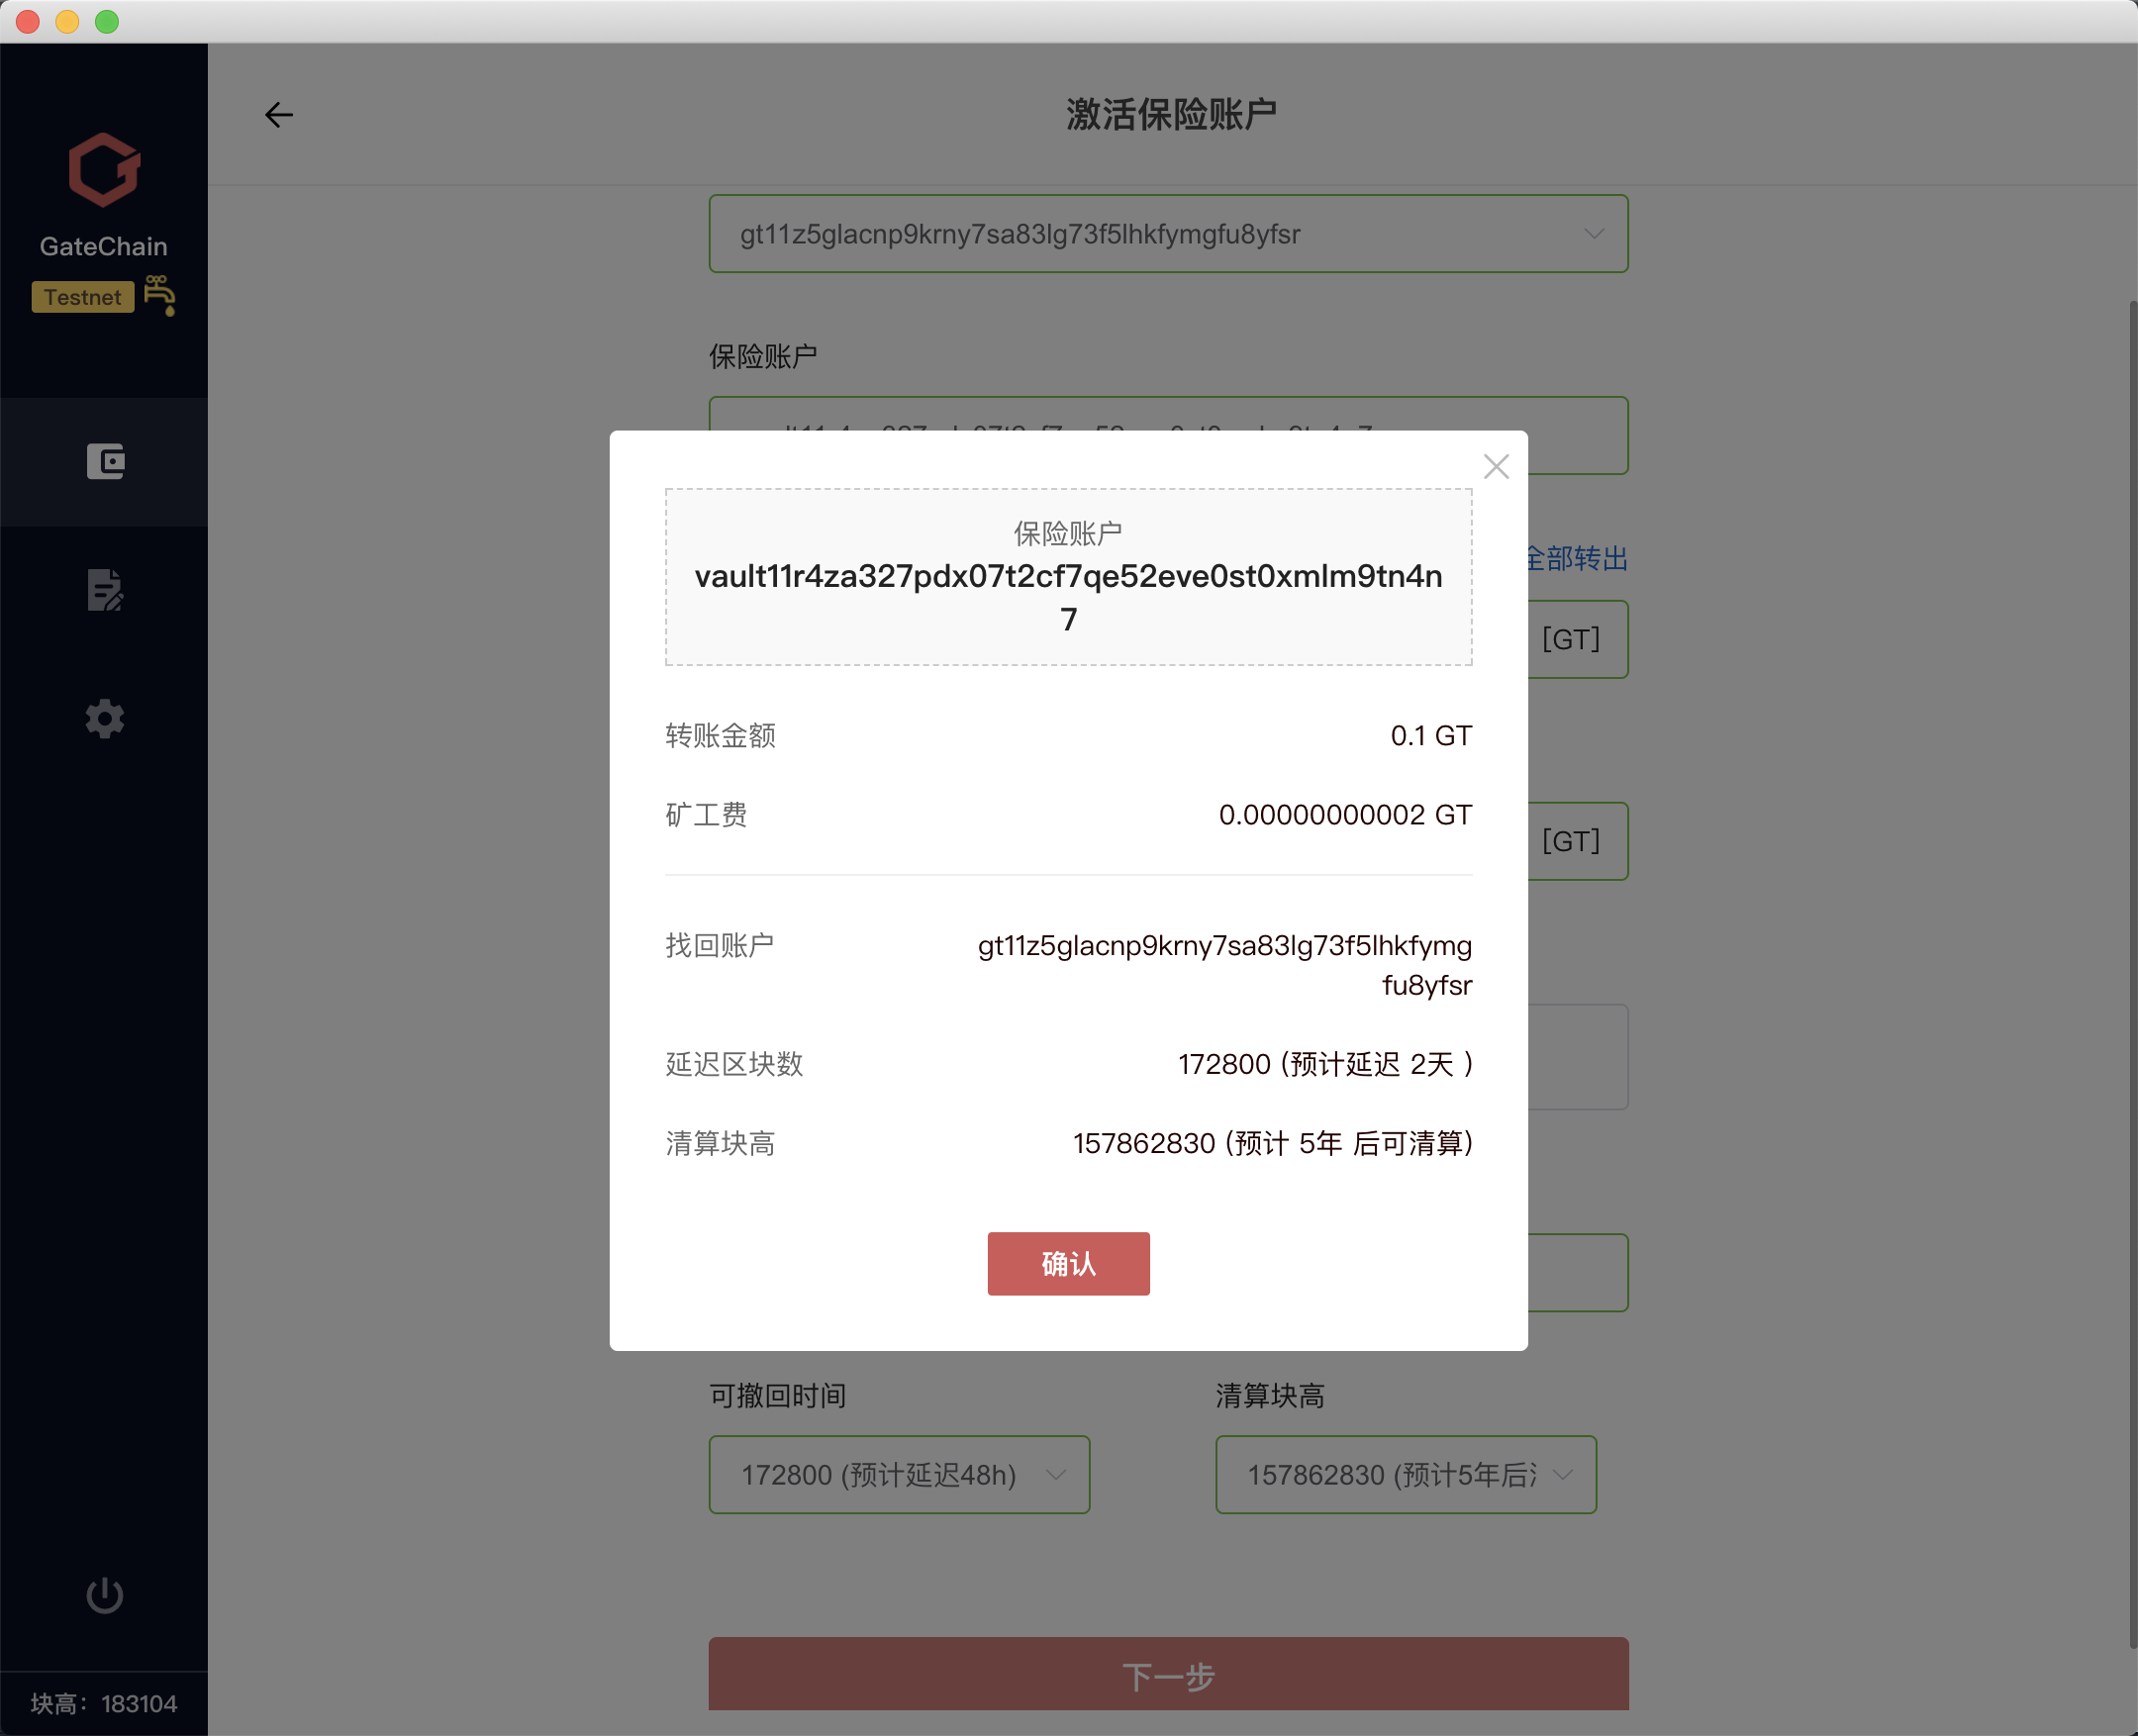 激活保险账户
GateChain
Testnet
gt11z5glacnp9krny7sa83lg73f5lhkfymgfu8yfsr
保险账户
保险账户
vault11r4za327pdx07t2cf7qe52eve0st0xmlm9tn4n
7
全部转出
[GT]
转账金额 0.1 GT
矿工费 0.00000000002 GT
[GT]
找回账户 gt11z5glacnp9krny7sa83lg73f5lhkfymg
fu8yfsr
延迟区块数 172800 (预计延迟 2天 )
清算块高 157862830 (预计 5年 后可清算)
确认
可撤回时间 清算块高
172800 (预计延迟48h) 157862830 (预计5年后
下一步
块高：183104